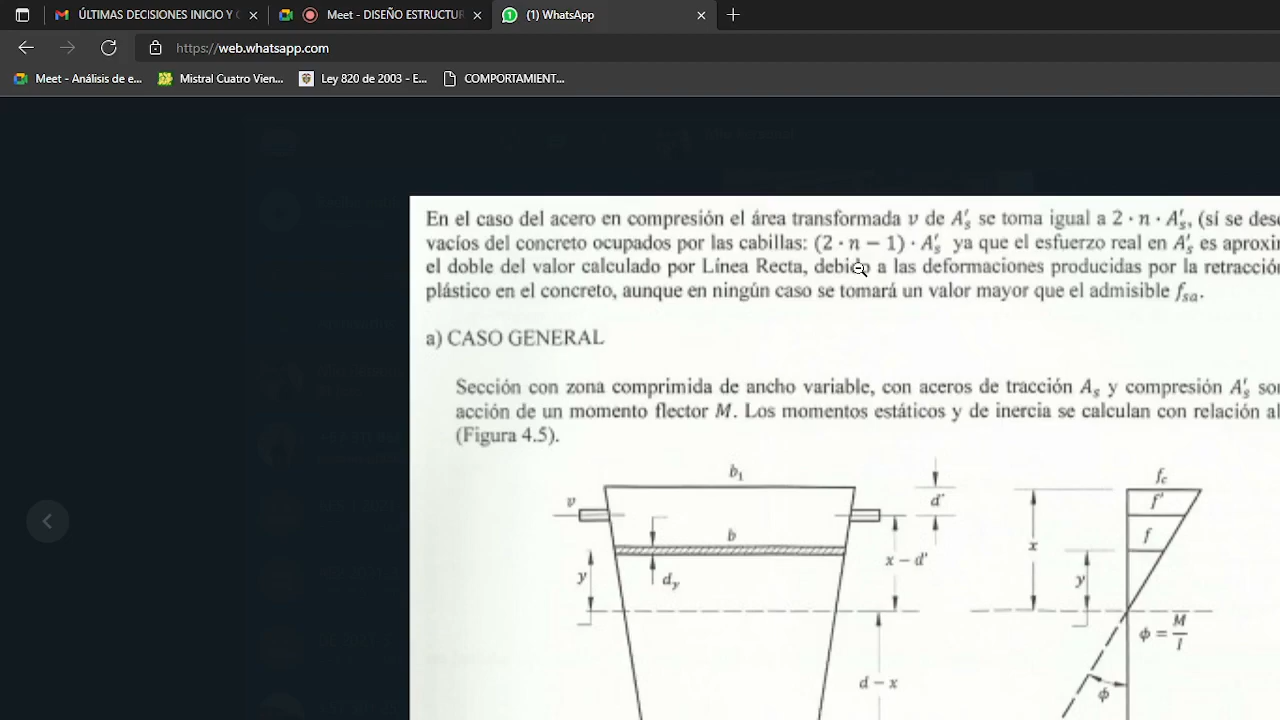 ÚLTIMAS DECISIONES INICIO Y
Meet - DISEÑO ESTRUCTUR
(1) WhatsApp
https://web.whatsapp.com
Meet - Análisis de e...
Mistral Cuatro Vien...
Ley 820 de 2003 - E...
COMPORTAMIENT...
En el caso del acero en compresión el área transformada v de A's se toma igual a 2 · n · A's, (sí se desc
vacíos del concreto ocupados por las cabillas: (2 · n − 1) · A's ya que el esfuerzo real en A's es aproxin
el doble del valor calculado por Línea Recta, debido a las deformaciones producidas por la retracción
plástico en el concreto, aunque en ningún caso se tomará un valor mayor que el admisible fsa.
a) CASO GENERAL
Sección con zona comprimida de ancho variable, con aceros de tracción As y compresión A's son
acción de un momento flector M. Los momentos estáticos y de inercia se calculan con relación al
(Figura 4.5).
b1
fc
v
d'
f'
b
f
x
x − d'
y
dy
y
ϕ = M/I
d − x
ϕ